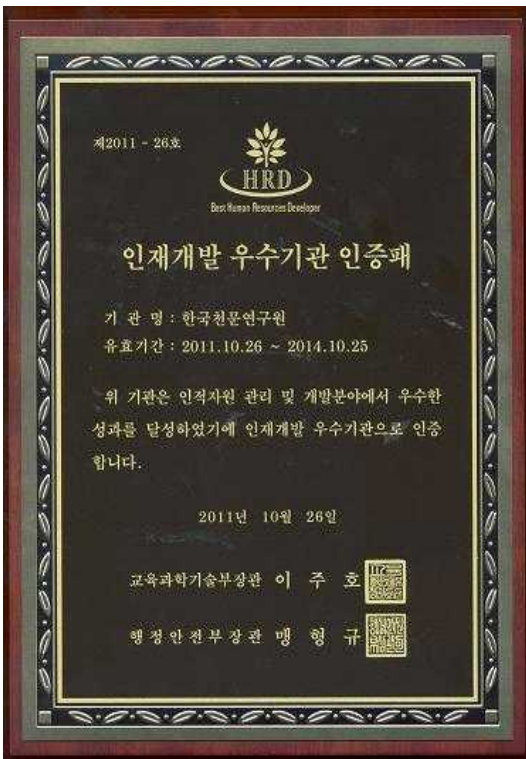 제2011 - 26호
HRD
Best Human Resources Developer
인재개발 우수기관 인증패
기 관 명 : 한국천문연구원
유효기간 : 2011.10.26 ~ 2014.10.25
위 기관은 인적자원 관리 및 개발분야에서 우수한
성과를 달성하였기에 인재개발 우수기관으로 인증
합니다.
2011년 10월 26일
교육과학기술부장관 이 주 호
행정안전부장관 맹 형 규